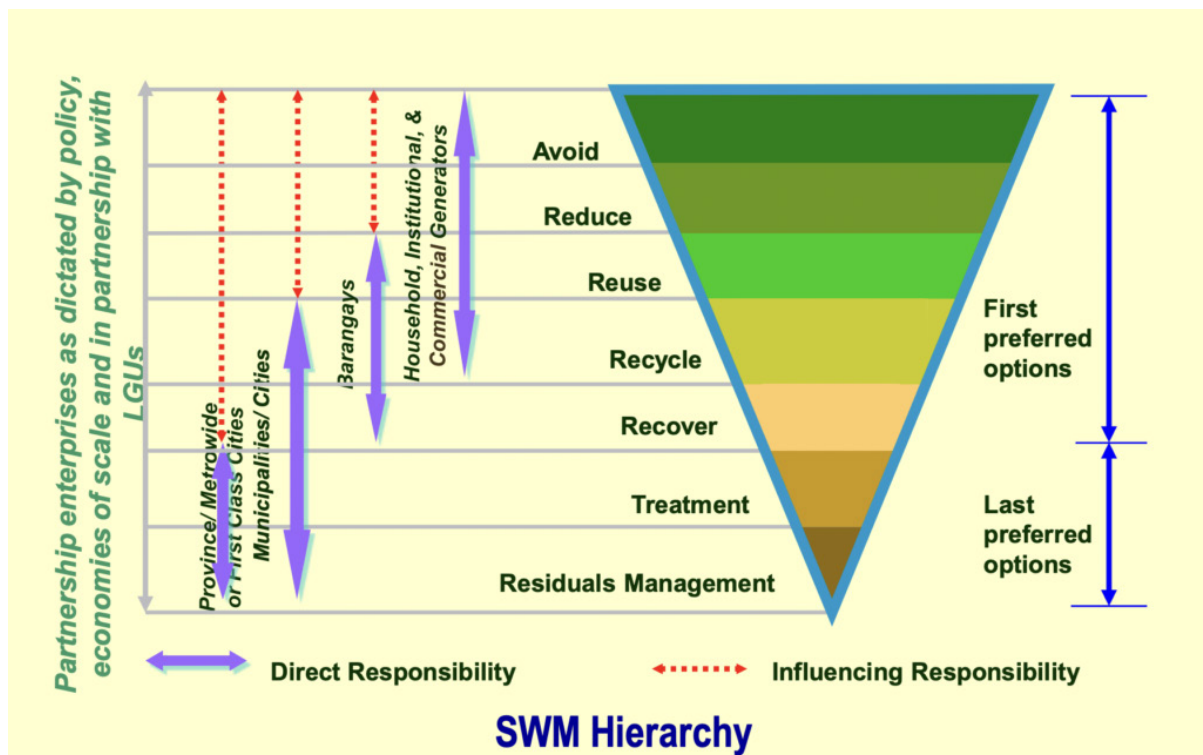 Partnership enterprises as dictated by policy,
economies of scale and in partnership with
LGUs
Province/ Metrowide
or First Class Cities
Municipalities/ Cities
Barangays
Household, Institutional, &
Commercial Generators
Avoid
Reduce
Reuse
Recycle
Recover
Treatment
Residuals Management
First
preferred
options
Last
preferred
options
Direct Responsibility
Influencing Responsibility
SWM Hierarchy